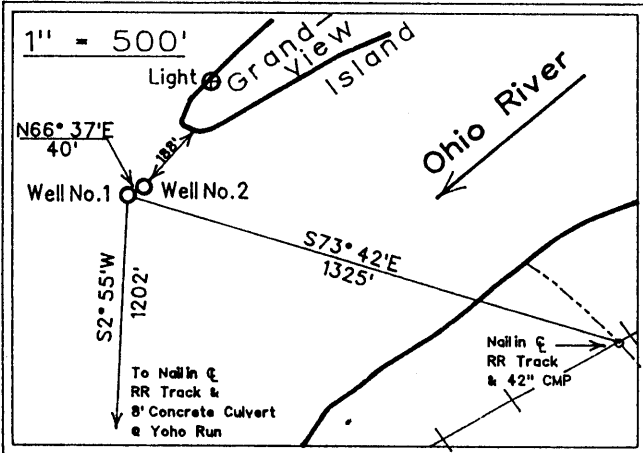 1" = 500'
Light
Grand-
view
Island
Ohio River
N66° 37'E
40'
188'
Well No.1
Well No.2
S73° 42'E
1325'
S2° 55'W
1202'
To Nail in ℄
RR Track &
8' Concrete Culvert
@ Yoho Run
Nail in ℄
RR Track
& 42" CMP